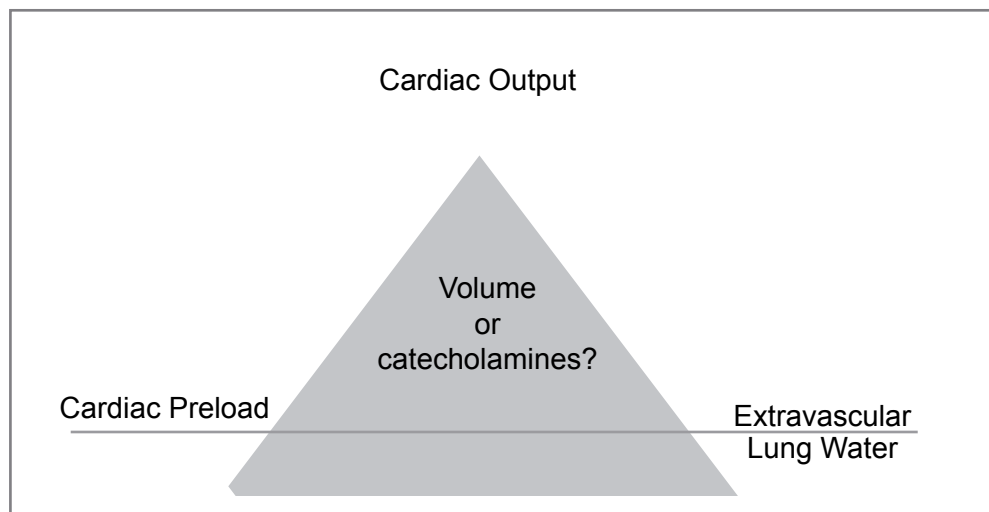 Cardiac Output
Volume
or
catecholamines?
Cardiac Preload
Extravascular
Lung Water